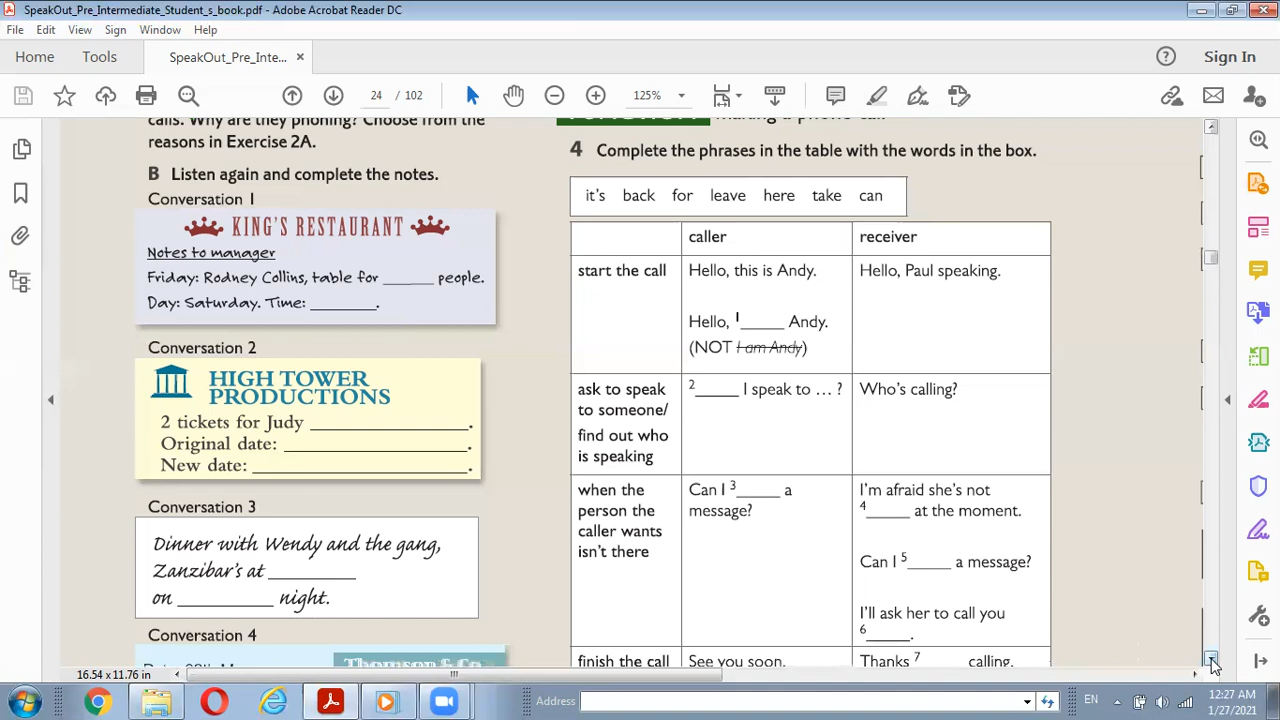 SpeakOut_Pre_Intermediate_Student_s_book.pdf - Adobe Acrobat Reader DC
File Edit View Sign Window Help
Home Tools SpeakOut_Pre_Inte... × Sign In
24 / 102 125%
calls. Why are they phoning? Choose from the
reasons in Exercise 2A.
B Listen again and complete the notes.
Conversation 1
KING'S RESTAURANT
Notes to manager
Friday: Rodney Collins, table for ______ people.
Day: Saturday. Time: ________.
Conversation 2
HIGH TOWER
PRODUCTIONS
2 tickets for Judy ________________.
Original date: ________________.
New date: ________________.
Conversation 3
Dinner with Wendy and the gang,
Zanzibar's at __________
on __________ night.
Conversation 4
Thomson & Co
making a phone call
4 Complete the phrases in the table with the words in the box.
it's back for leave here take can
caller receiver
start the call Hello, this is Andy. Hello, Paul speaking.
Hello, 1_____ Andy.
(NOT I am Andy)
ask to speak 2_____ I speak to … ? Who's calling?
to someone/
find out who
is speaking
when the Can I 3_____ a I'm afraid she's not
person the message? 4_____ at the moment.
caller wants
isn't there Can I 5_____ a message?
I'll ask her to call you
6_____.
finish the call See you soon. Thanks 7_____ calling.
16.54 x 11.76 in
Address EN 12:27 AM
1/27/2021